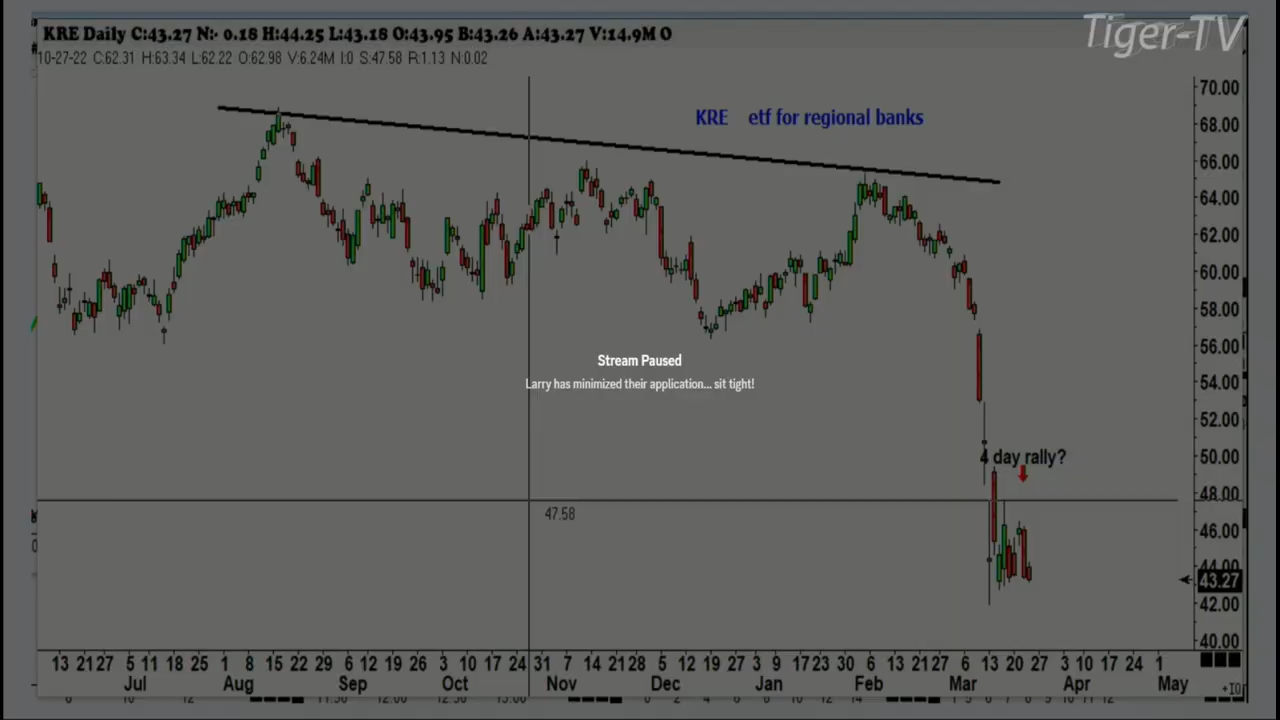 Tiger-TV
KRE Daily C:43.27 N:- 0.18 H:44.25 L:43.18 O:43.95 B:43.26 A:43.27 V:14.9M O
10-27-22 C:62.31 H:63.34 L:62.22 O:62.98 V:6.24M I:0 S:47.58 R:1.13 N:0.02
KRE etf for regional banks
70.00
68.00
66.00
64.00
62.00
60.00
58.00
56.00
54.00
52.00
50.00
48.00
46.00
44.00
43.27
42.00
40.00
Stream Paused
Larry has minimized their application... sit tight!
4 day rally?
47.58
13 21 27 5 11 18 25 1 8 15 22 29 6 12 19 26 3 10 17 24 31 7 14 21 28 5 12 19 27 3 9 17 23 30 6 13 21 27 6 13 20 27 3 10 17 24 1
Jul Aug Sep Oct Nov Dec Jan Feb Mar Apr May